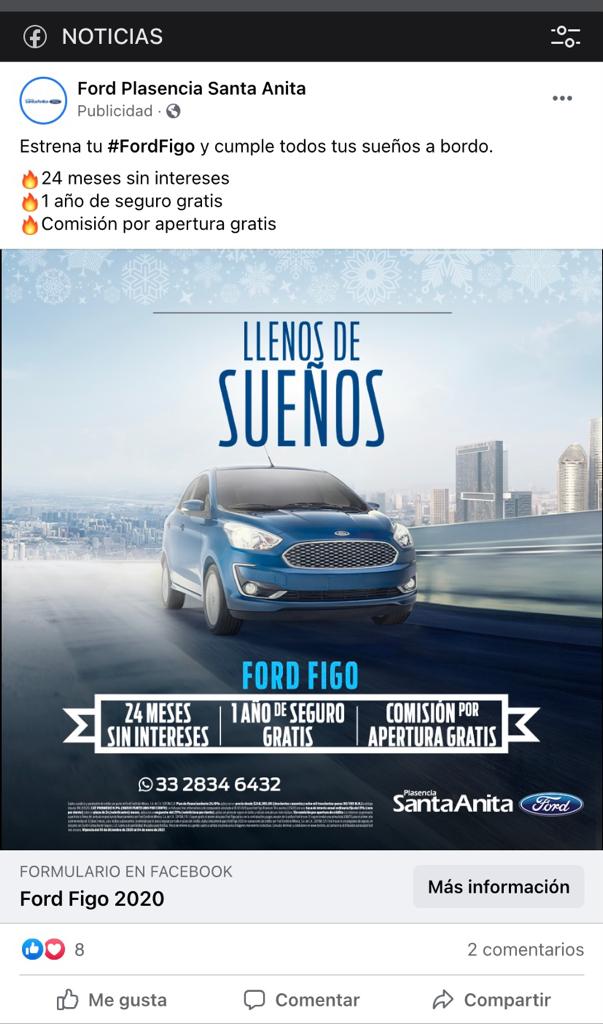 NOTICIAS
Ford Plasencia Santa Anita
Publicidad ·
Estrena tu #FordFigo y cumple todos tus sueños a bordo.
🔥24 meses sin intereses
🔥1 año de seguro gratis
🔥Comisión por apertura gratis
LLENOS DE
SUEÑOS
Ford
FORD FIGO
24 MESES
SIN INTERESES
1 AÑO DE SEGURO
GRATIS
COMISIÓN POR
APERTURA GRATIS
33 2834 6432
Plasencia
SantaAnita
Ford
FORMULARIO EN FACEBOOK
Ford Figo 2020
Más información
8
2 comentarios
Me gusta
Comentar
Compartir